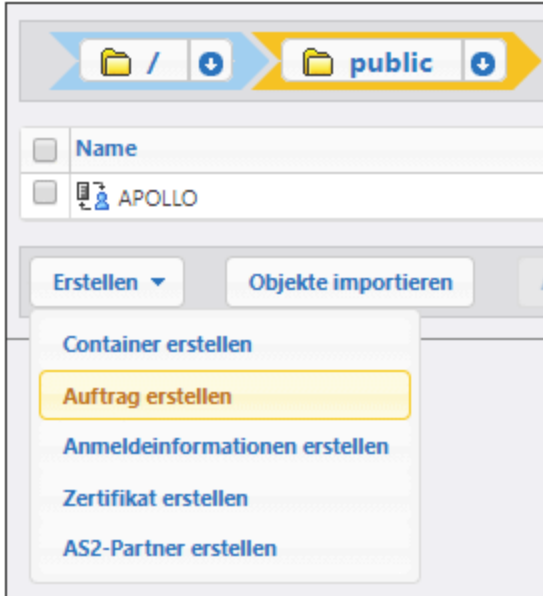 / public
Name
APOLLO
Erstellen Objekte importieren
Container erstellen
Auftrag erstellen
Anmeldeinformationen erstellen
Zertifikat erstellen
AS2-Partner erstellen